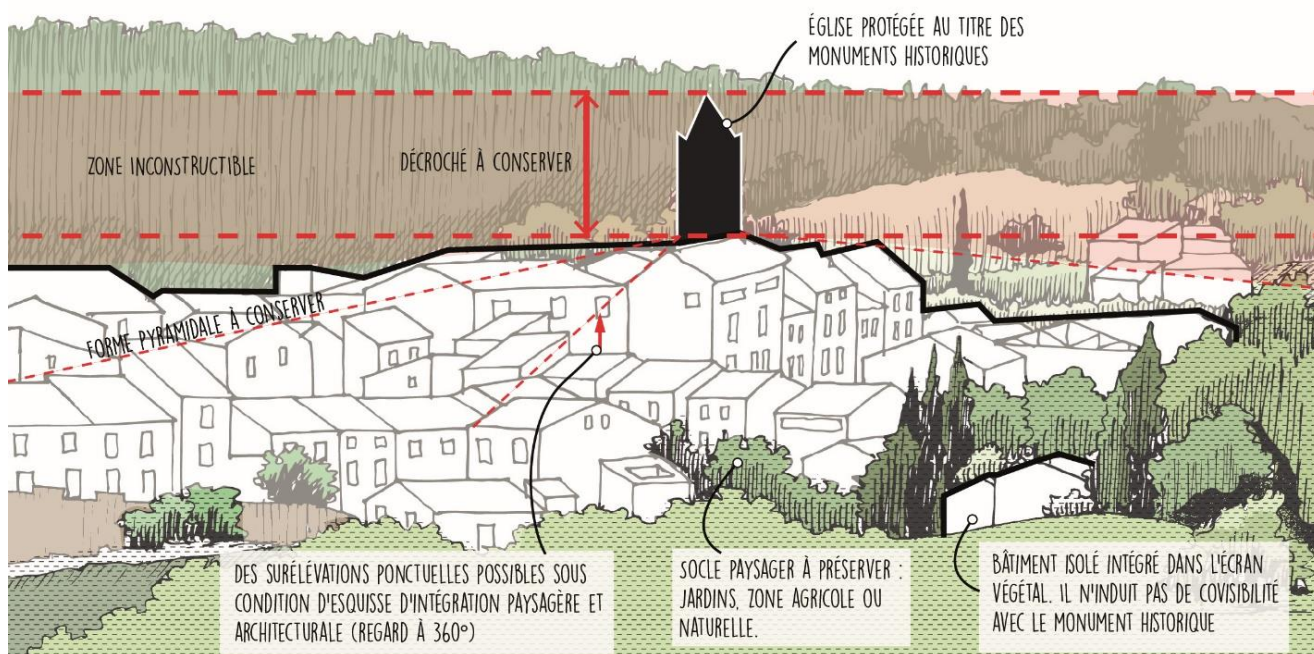 ÉGLISE PROTÉGÉE AU TITRE DES
MONUMENTS HISTORIQUES
ZONE INCONSTRUCTIBLE
DÉCROCHÉ À CONSERVER
FORME PYRAMIDALE À CONSERVER
DES SURÉLÉVATIONS PONCTUELLES POSSIBLES SOUS
CONDITION D'ESQUISSE D'INTÉGRATION PAYSAGÈRE ET
ARCHITECTURALE (REGARD À 360°)
SOCLE PAYSAGER À PRÉSERVER :
JARDINS, ZONE AGRICOLE OU
NATURELLE.
BÂTIMENT ISOLÉ INTÉGRÉ DANS L'ÉCRAN
VÉGÉTAL. IL N'INDUIT PAS DE COVISIBILITÉ
AVEC LE MONUMENT HISTORIQUE